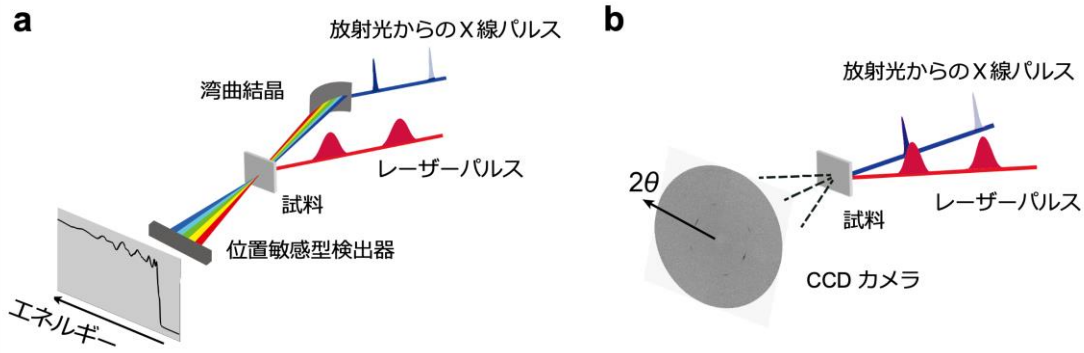 a
放射光からのX線パルス
湾曲結晶
レーザーパルス
試料
位置敏感型検出器
エネルギー
b
放射光からのX線パルス
2θ
レーザーパルス
試料
CCD カメラ